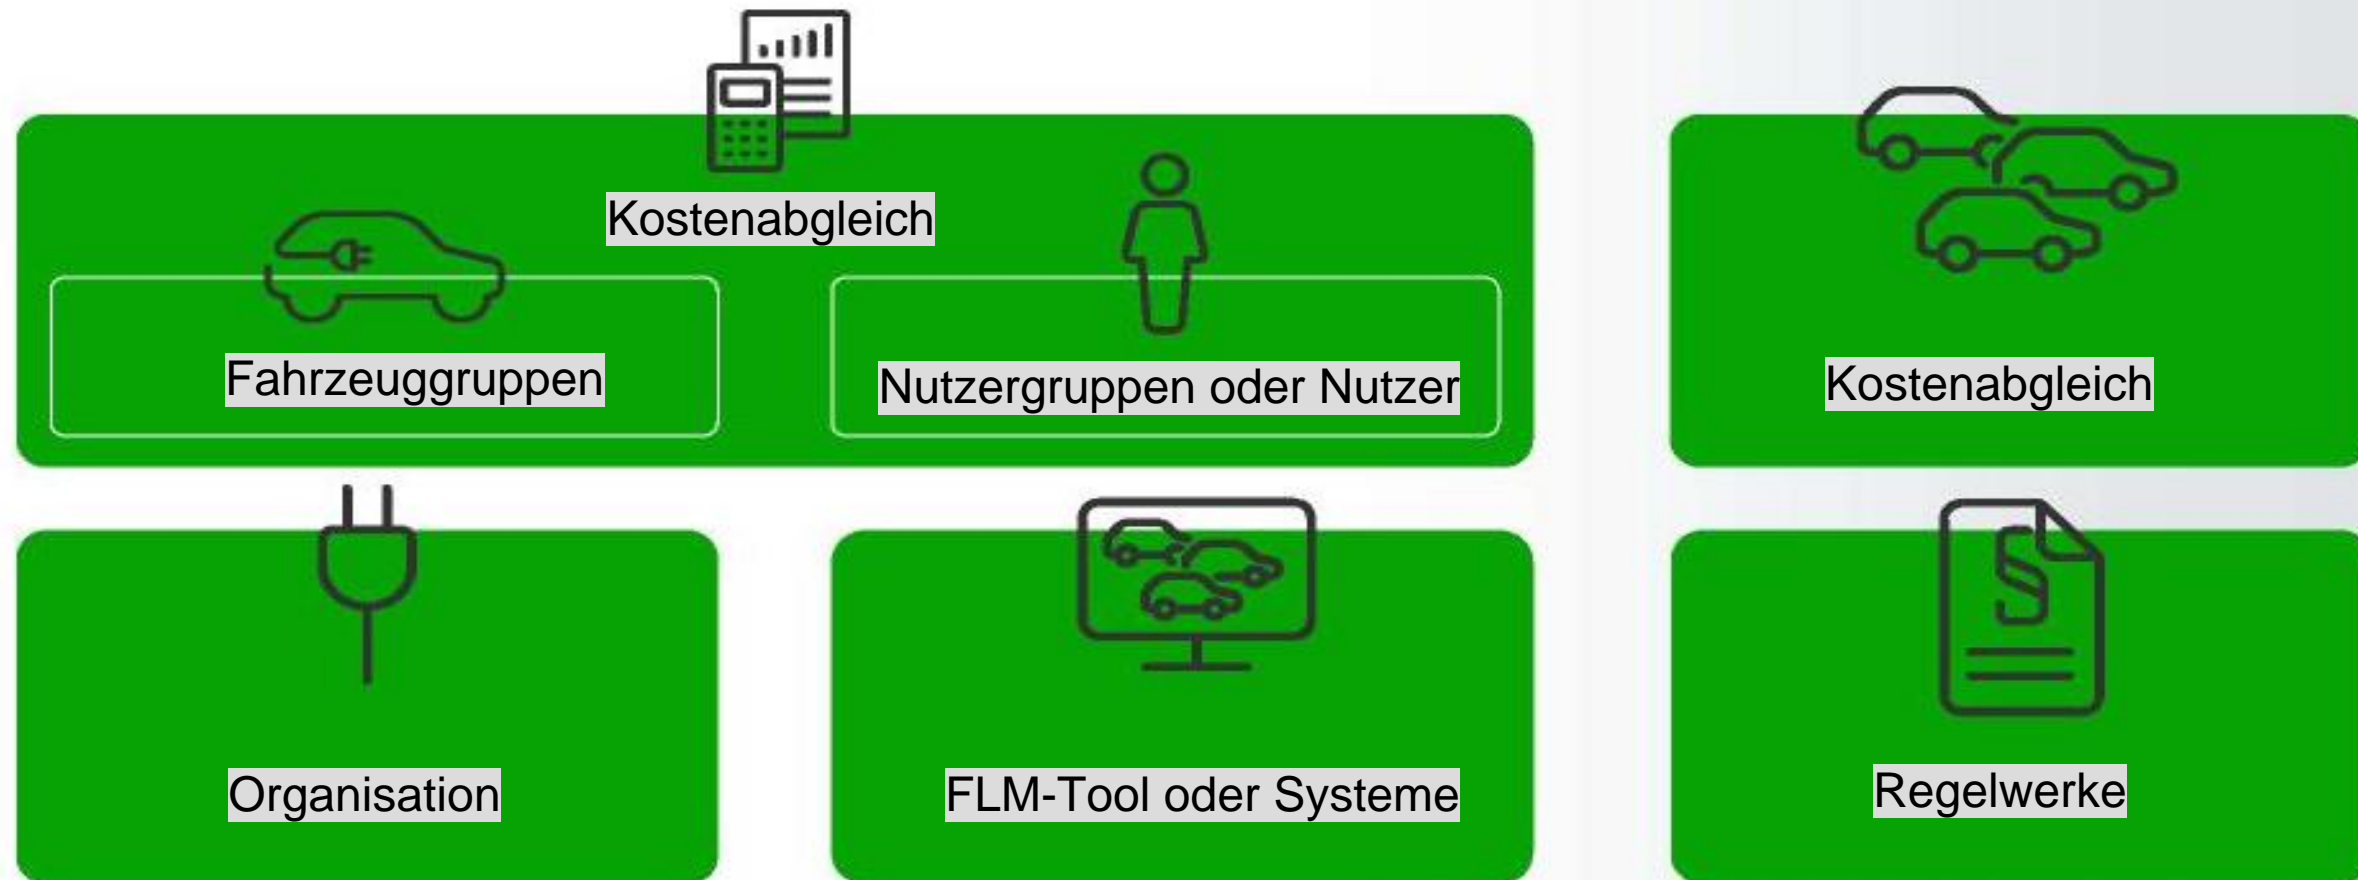 Kostenabgleich
Fahrzeuggruppen
Nutzergruppen oder Nutzer
Kostenabgleich
Organisation
FLM-Tool oder Systeme
Regelwerke